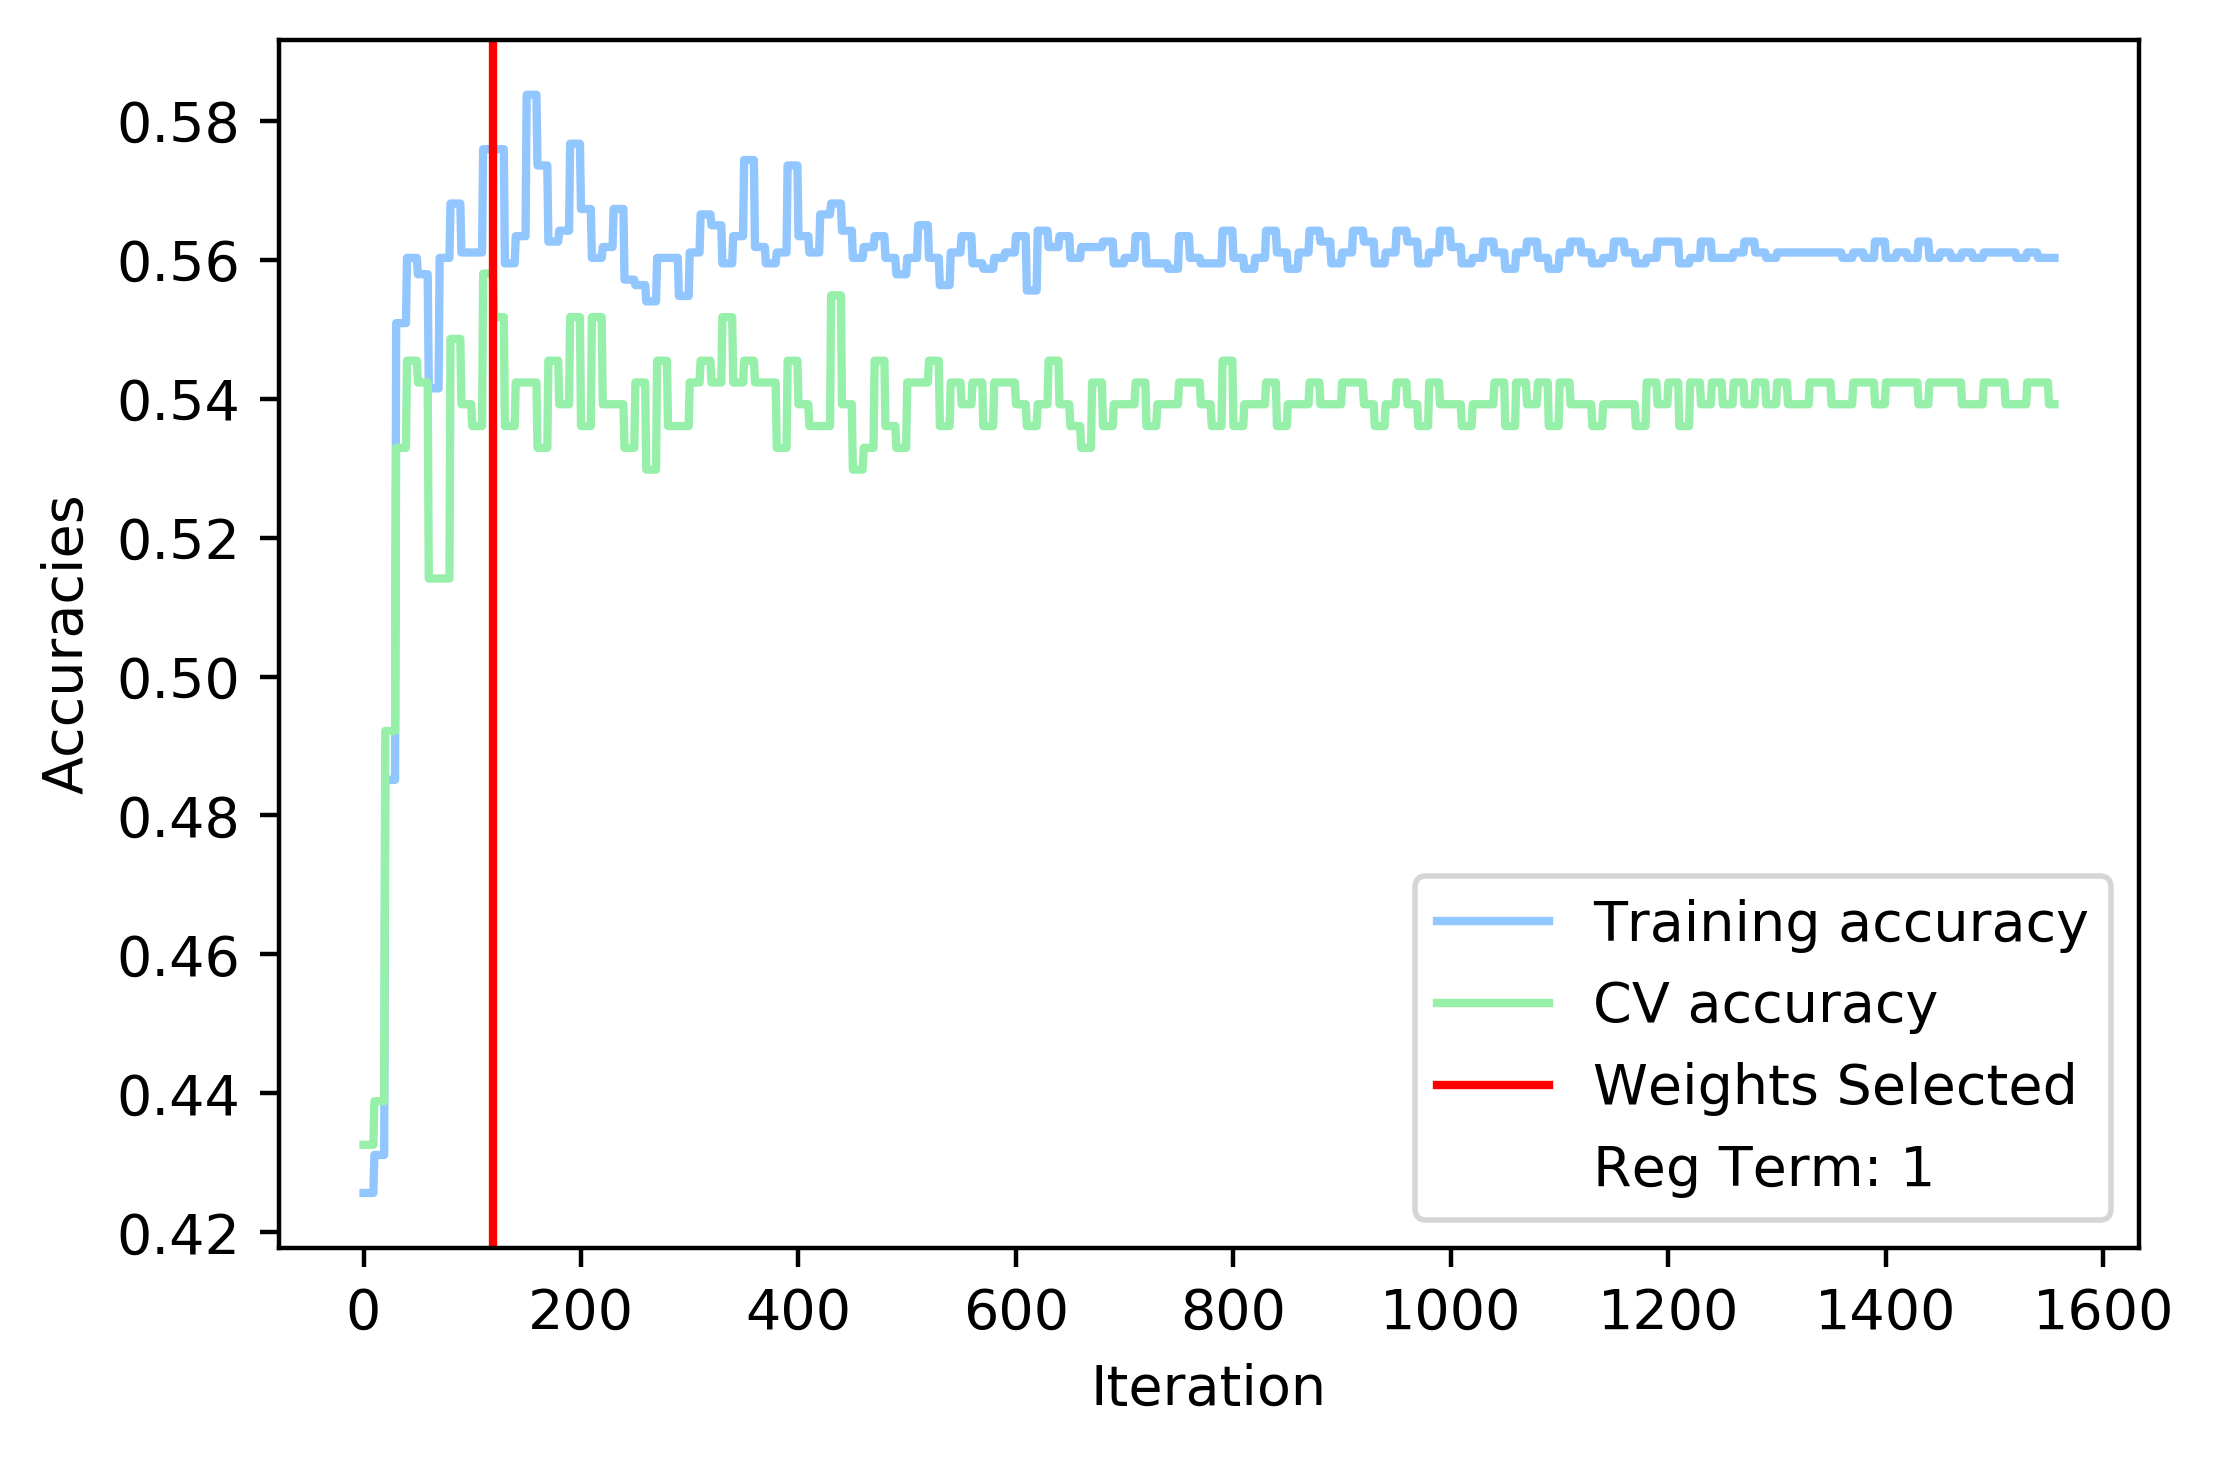 0.58
0.56
0.54
0.52
0.50
0.48
0.46
0.44
0.42
Accuracies
Training accuracy
CV accuracy
Weights Selected
Reg Term: 1
0 200 400 600 800 1000 1200 1400 1600
Iteration